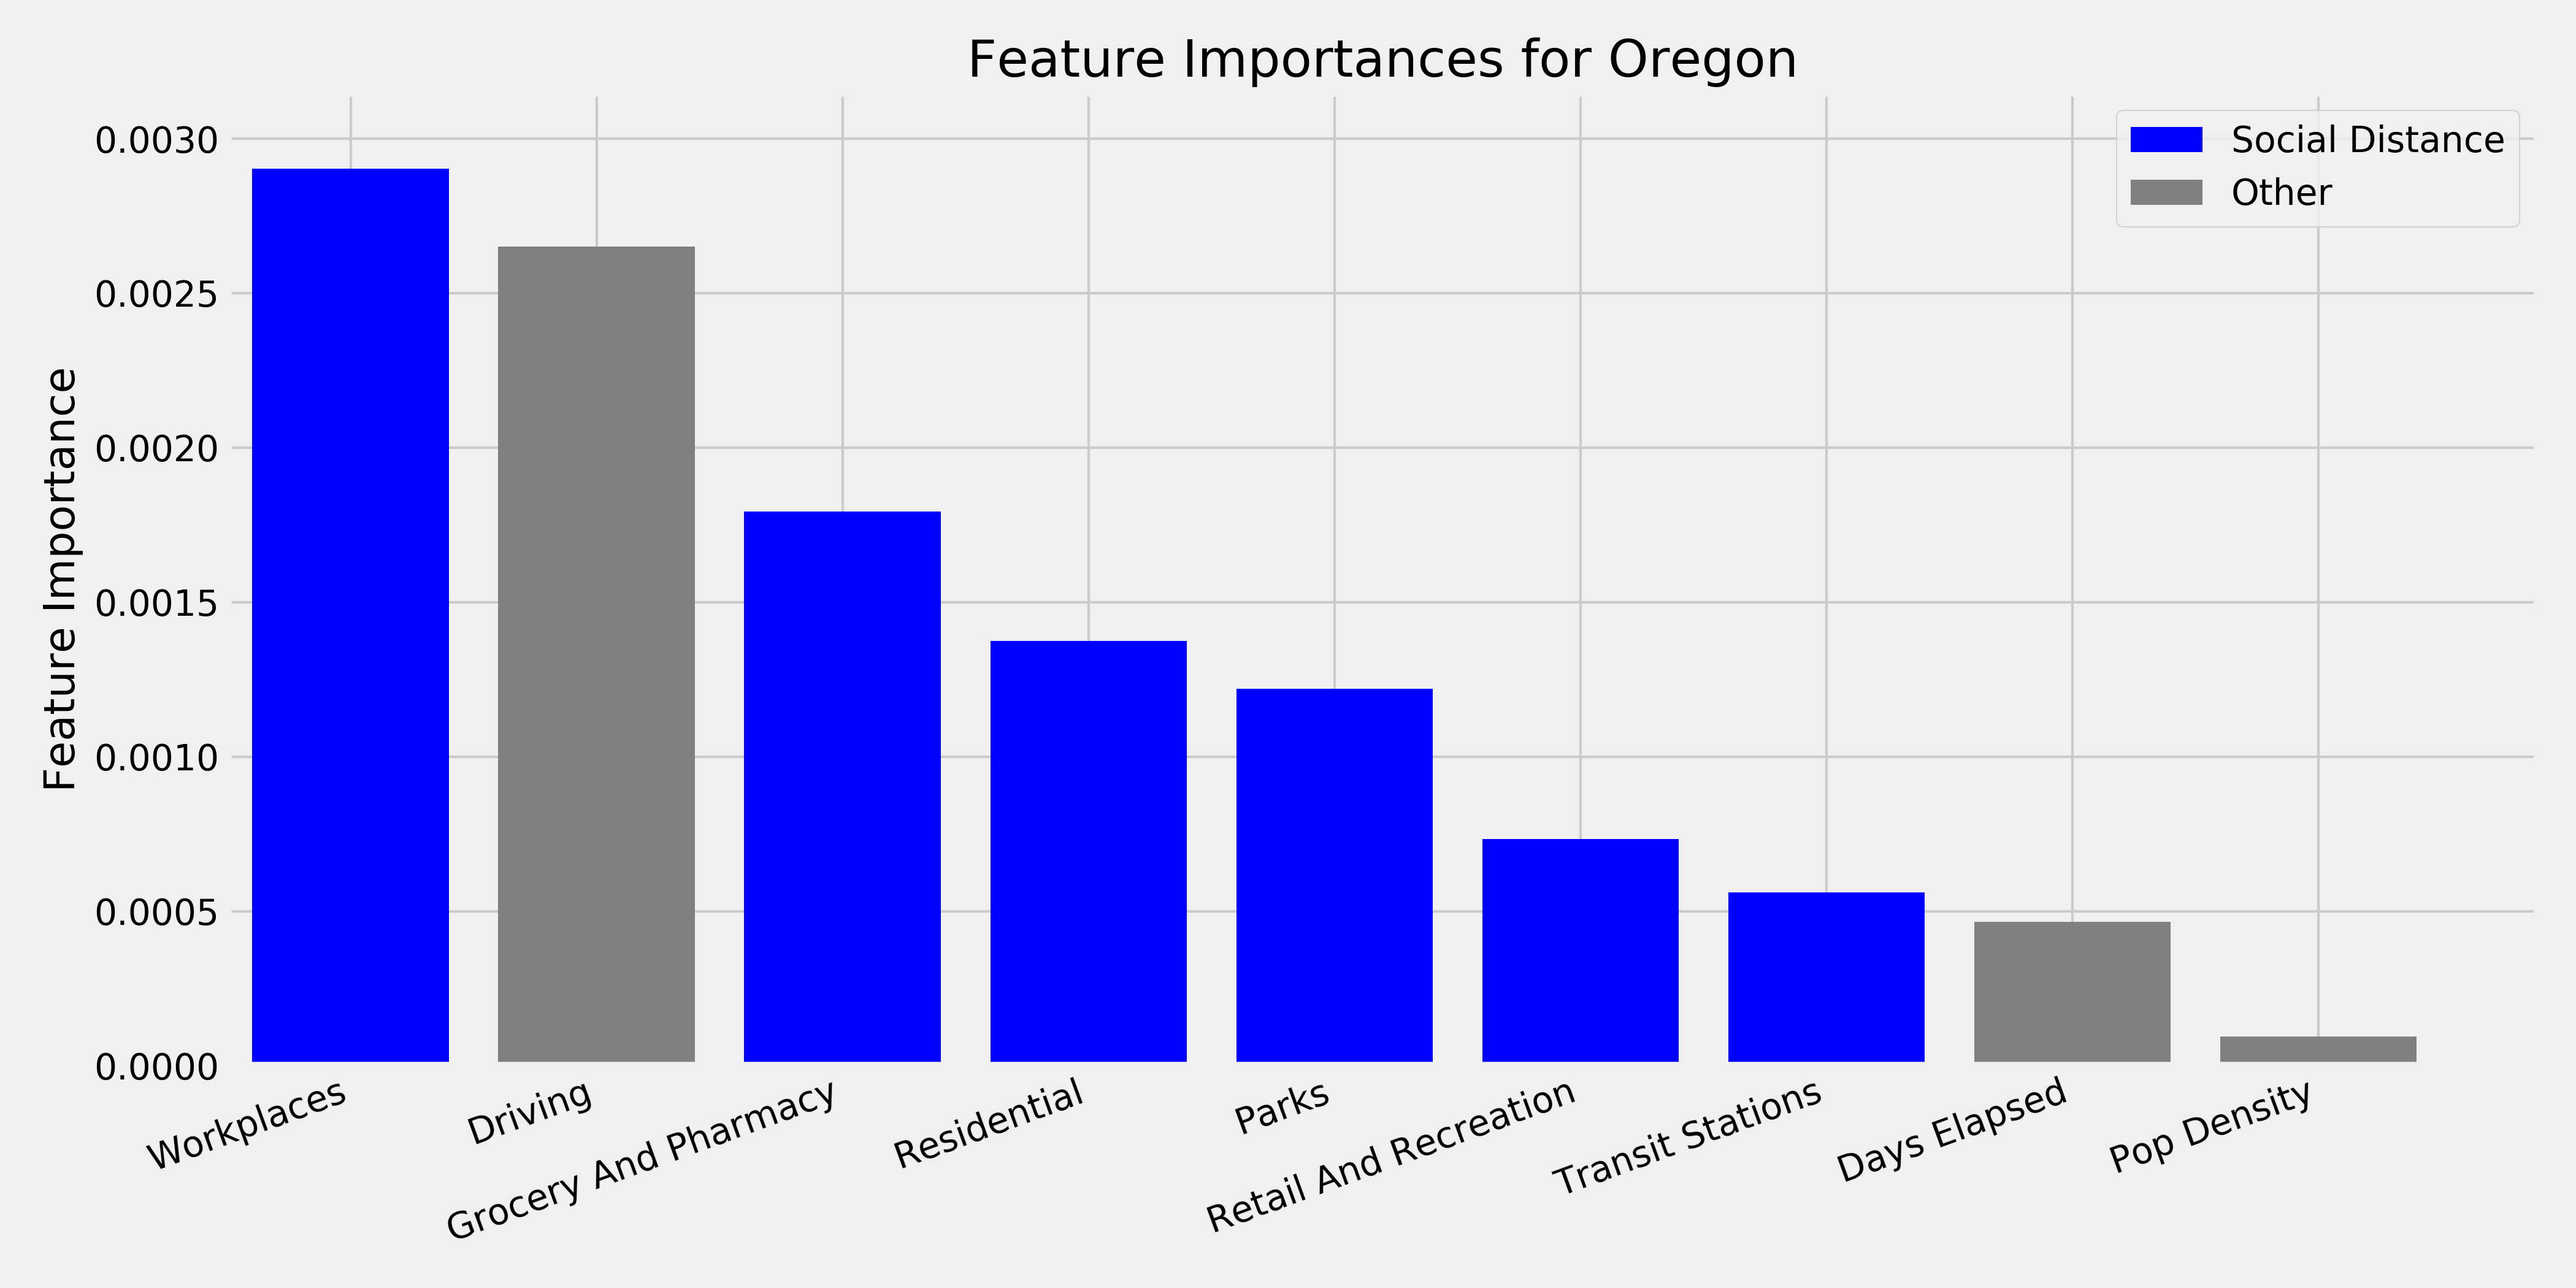 Feature Importances for Oregon
Social Distance
Other
Feature Importance
0.0030
0.0025
0.0020
0.0015
0.0010
0.0005
0.0000
Workplaces
Driving
Grocery And Pharmacy
Residential
Parks
Retail And Recreation
Transit Stations
Days Elapsed
Pop Density